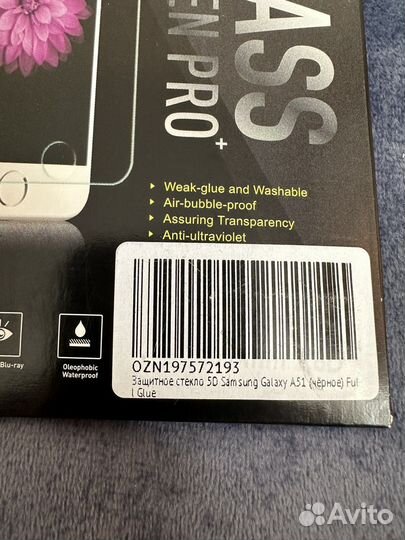 ASS
EN PRO+
Weak-glue and Washable
Air-bubble-proof
Assuring Transparency
Anti-ultraviolet
Blu-ray
Oleophobic
Waterproof
OZN197572193
Защитное стекло 5D Samsung Galaxy A51 (чёрное) Ful
l Glue
Avito